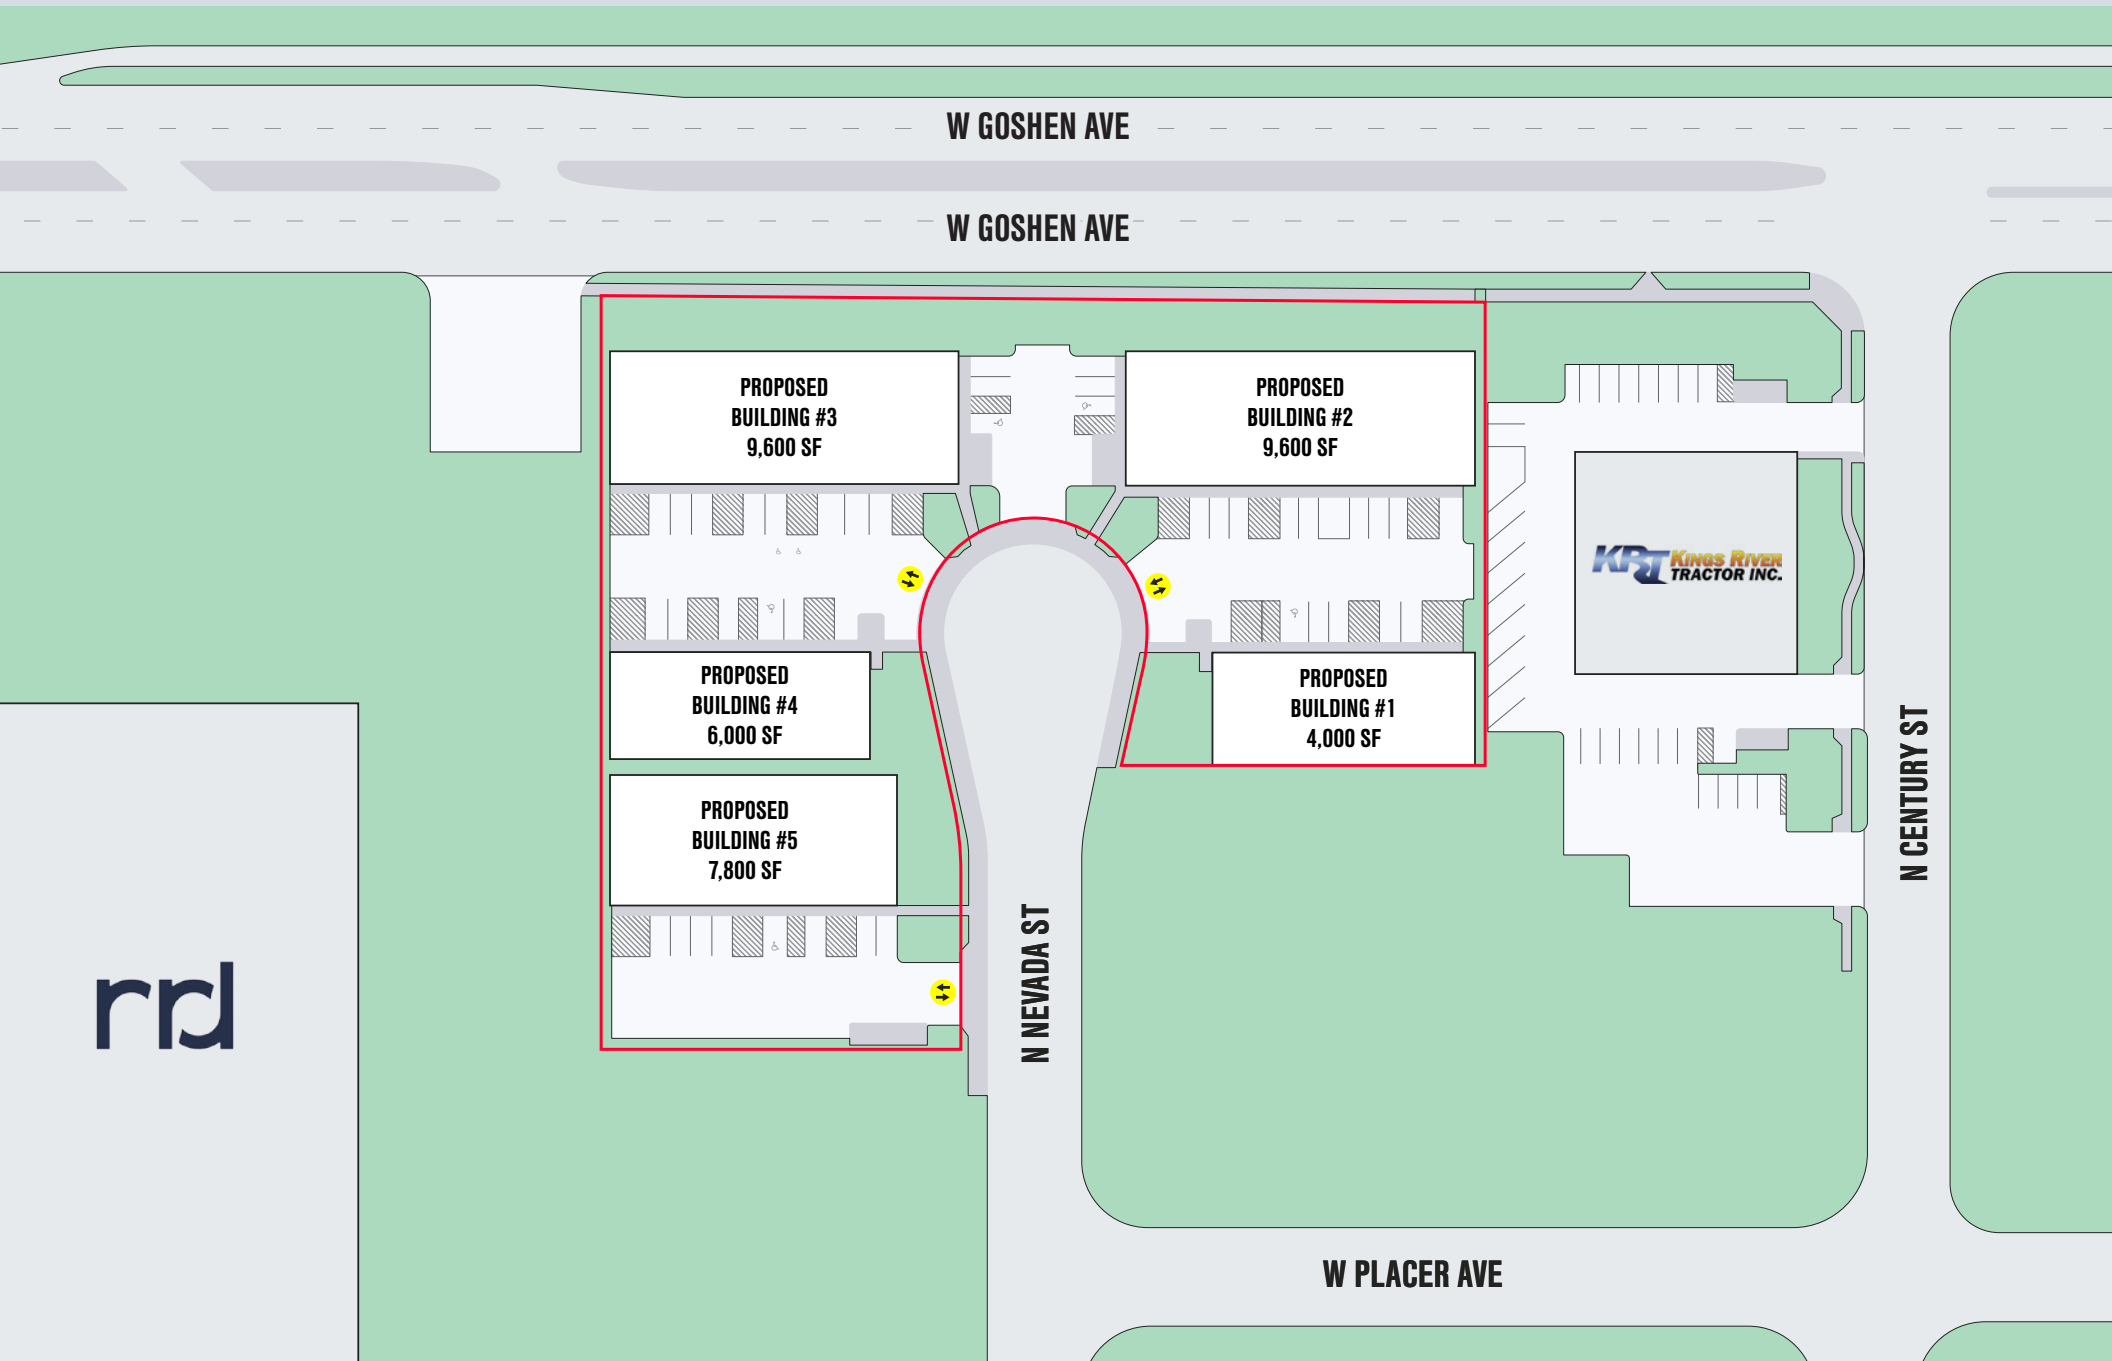 W GOSHEN AVE
W GOSHEN AVE
PROPOSED
BUILDING #3
9,600 SF
PROPOSED
BUILDING #2
9,600 SF
KRT KINGS RIVER
TRACTOR INC.
PROPOSED
BUILDING #4
6,000 SF
PROPOSED
BUILDING #1
4,000 SF
PROPOSED
BUILDING #5
7,800 SF
N CENTURY ST
N NEVADA ST
rrd
W PLACER AVE